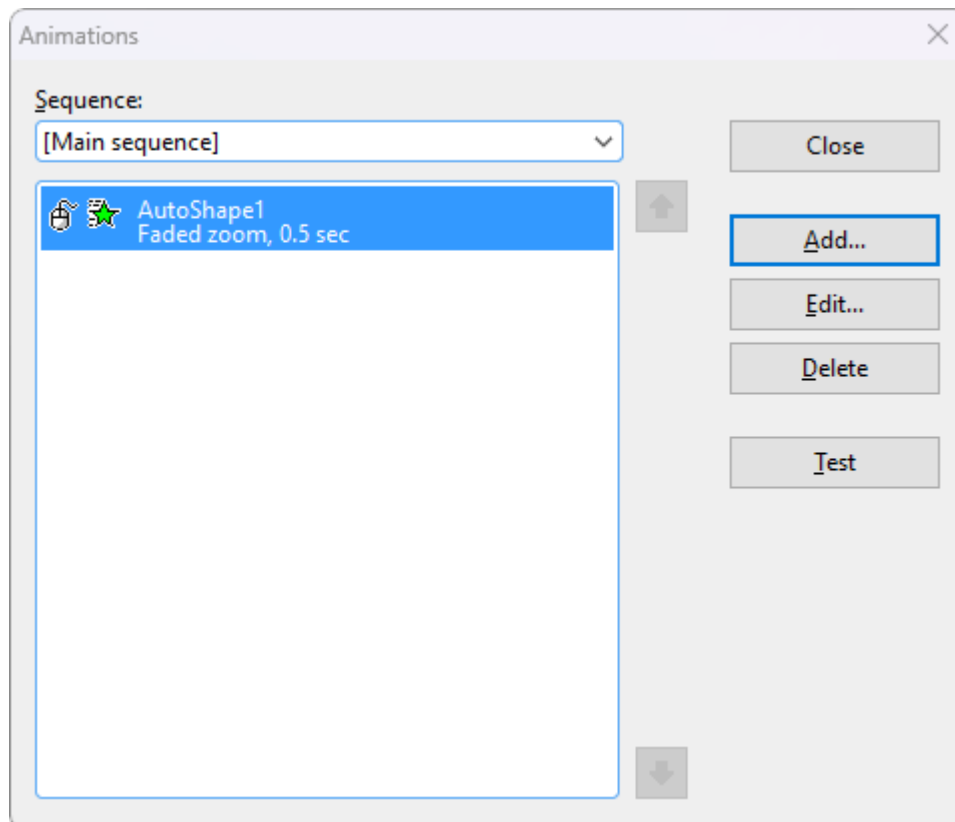 Animations
Sequence:
[Main sequence]
Close
AutoShape1
Faded zoom, 0.5 sec
Add...
Edit...
Delete
Test